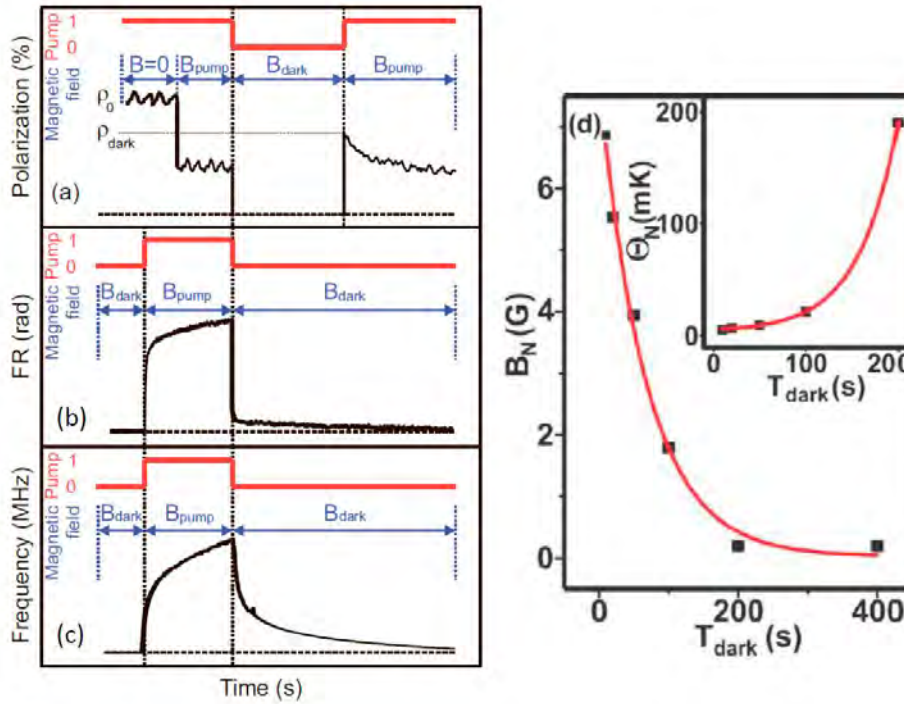 Polarization (%)
Magnetic Pump
field
1
0
B=0
Bpump
Bdark
Bpump
ρ0
ρdark
(a)
FR (rad)
Magnetic Pump
field
1
0
Bdark
Bpump
Bdark
(b)
Frequency (MHz)
Magnetic Pump
field
1
0
Bdark
Bpump
Bdark
(c)
Time (s)
(d)
BN (G)
6
4
2
0
0
200
400
Tdark (s)
ΘN (mK)
200
100
0
0
100
200
Tdark (s)